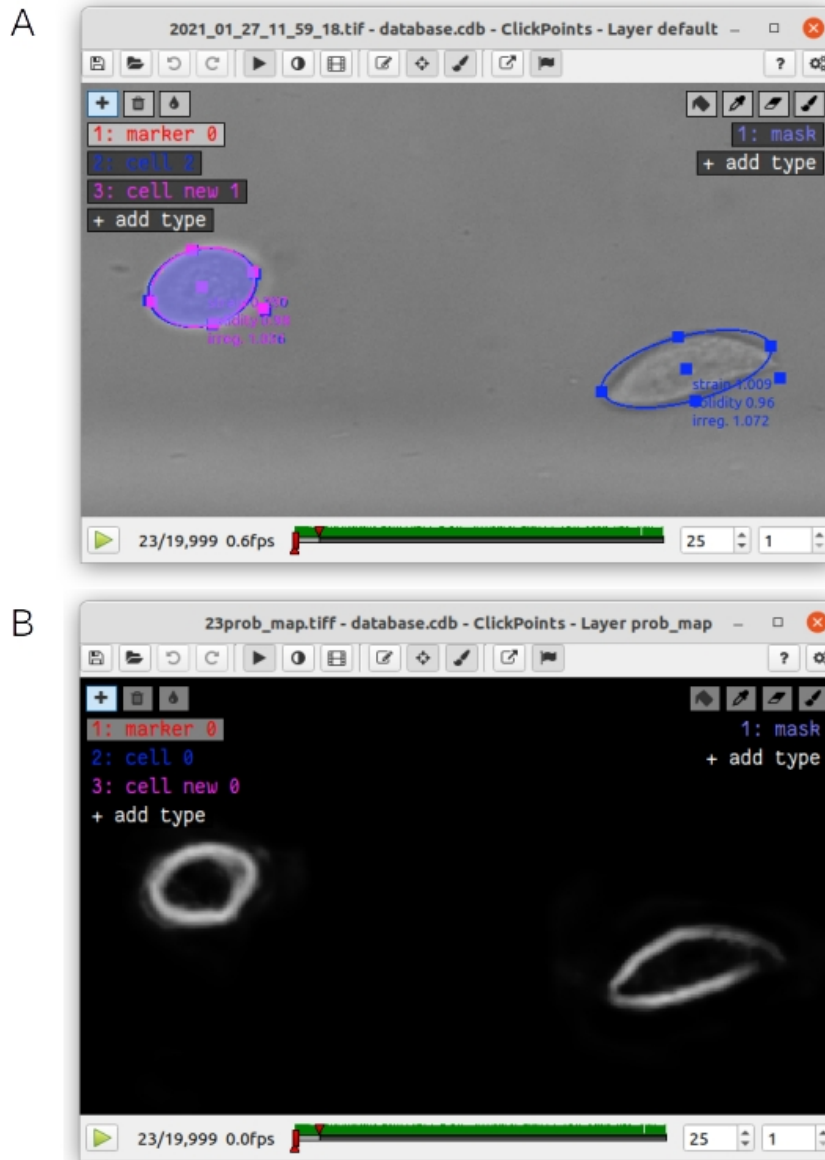 A
2021_01_27_11_59_18.tif - database.cdb - ClickPoints - Layer default
?
1: marker 0
1: mask
2: cell 2
+ add type
3: cell new 1
+ add type
irreg. 1.036
strain 1.009
solidity 0.96
irreg. 1.072
23/19,999 0.6fps
25
1
B
23prob_map.tiff - database.cdb - ClickPoints - Layer prob_map
?
1: marker 0
1: mask
2: cell 0
+ add type
3: cell new 0
+ add type
23/19,999 0.0fps
25
1